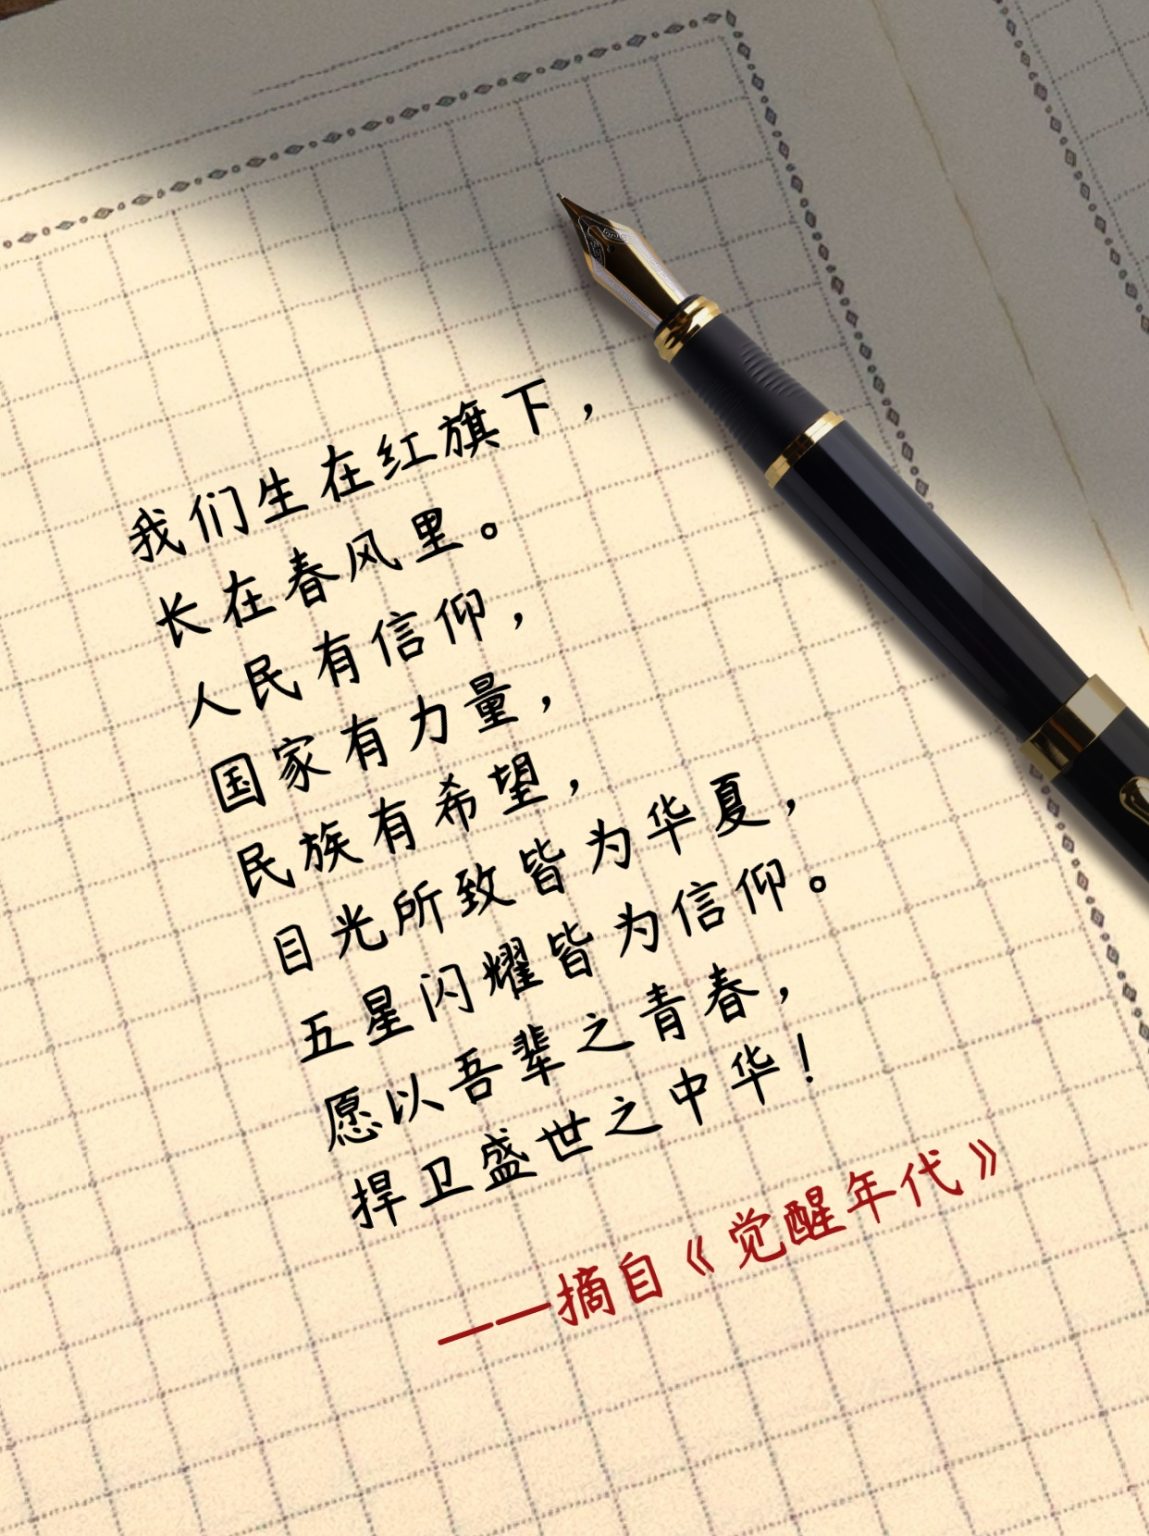 我们生在红旗下，
长在春风里。
人民有信仰，
国家有力量，
民族有希望，
目光所致皆为华夏，
五星闪耀皆为信仰。
愿以吾辈之青春，
捍卫盛世之中华！
——摘自《觉醒年代》